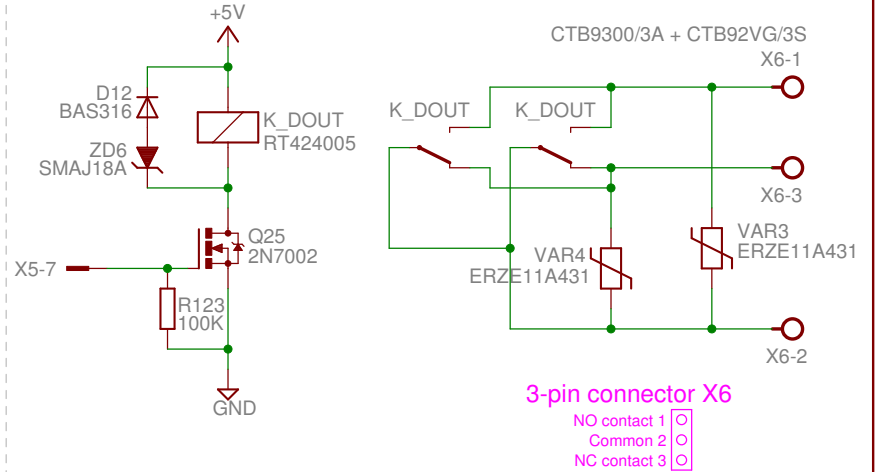 +5V
CTB9300/3A + CTB92VG/3S
X6-1
D12
BAS316
K_DOUT
RT424005
K_DOUT
K_DOUT
ZD6
SMAJ18A
X6-3
Q25
2N7002
VAR4
ERZE11A431
VAR3
ERZE11A431
X5-7
R123
100K
X6-2
GND
3-pin connector X6
NO contact 1
Common 2
NC contact 3